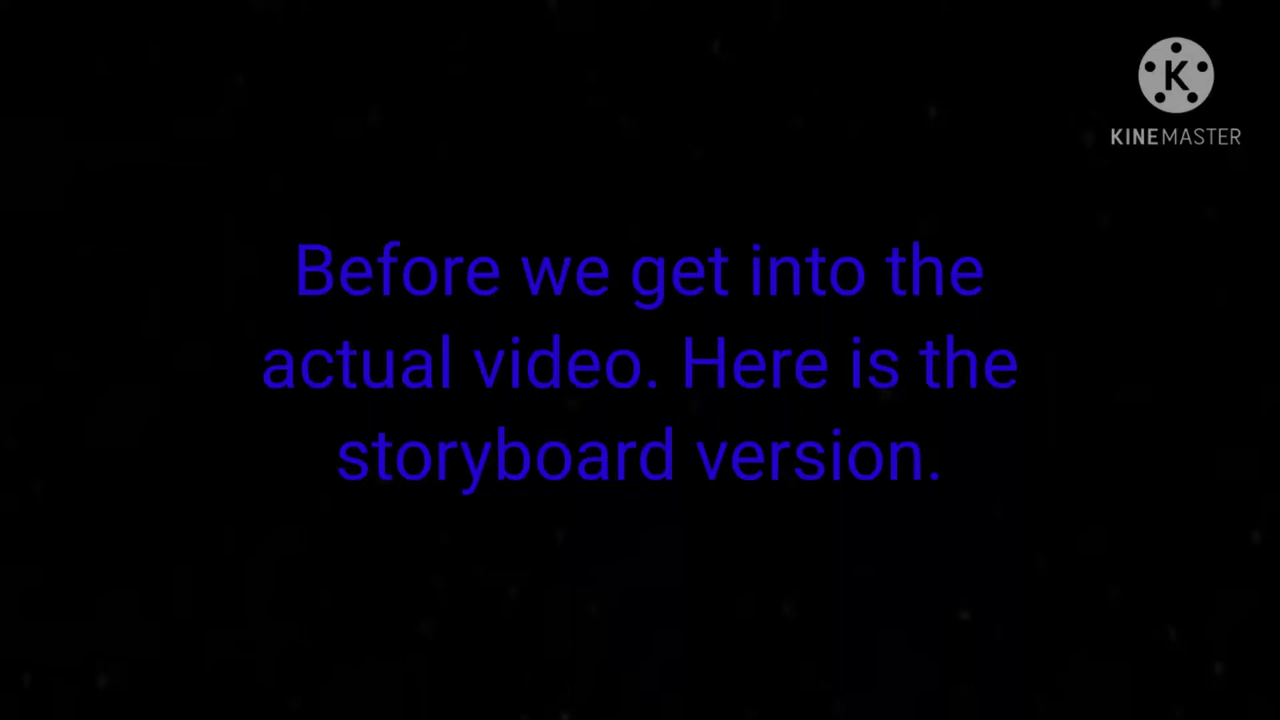 K
KINEMASTER
Before we get into the
actual video. Here is the
storyboard version.